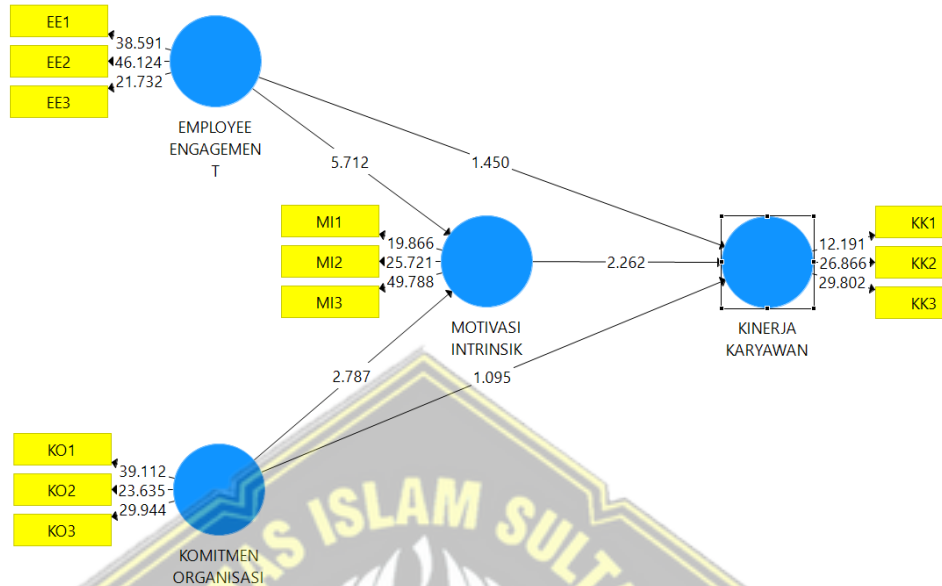 EE1
EE2
EE3
38.591
46.124
21.732
EMPLOYEE
ENGAGEMEN
T
5.712
1.450
MI1
MI2
MI3
19.866
25.721
49.788
MOTIVASI
INTRINSIK
2.262
KK1
KK2
KK3
12.191
26.866
29.802
KINERJA
KARYAWAN
2.787
1.095
KO1
KO2
KO3
39.112
23.635
29.944
KOMITMEN
ORGANISASI
ISLAM